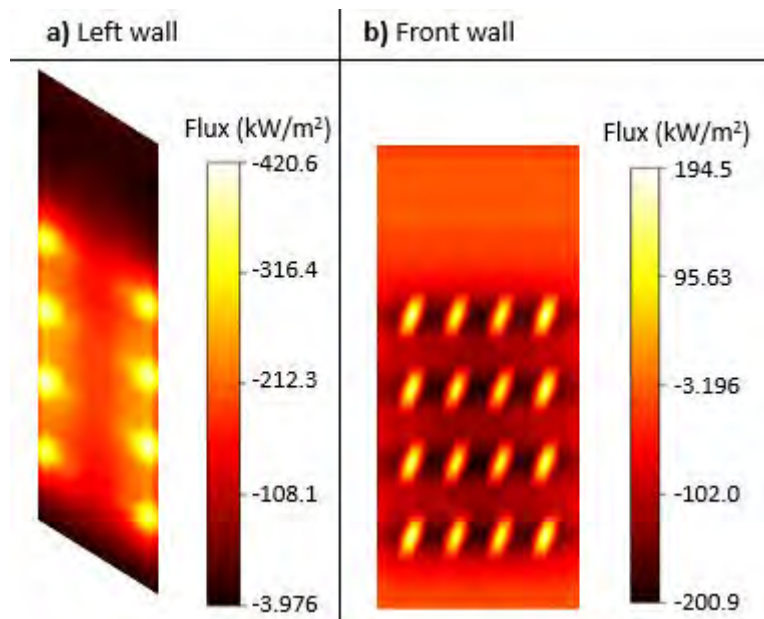 a) Left wall
b) Front wall
Flux (kW/m²)
-420.6
-316.4
-212.3
-108.1
-3.976
Flux (kW/m²)
194.5
95.63
-3.196
-102.0
-200.9